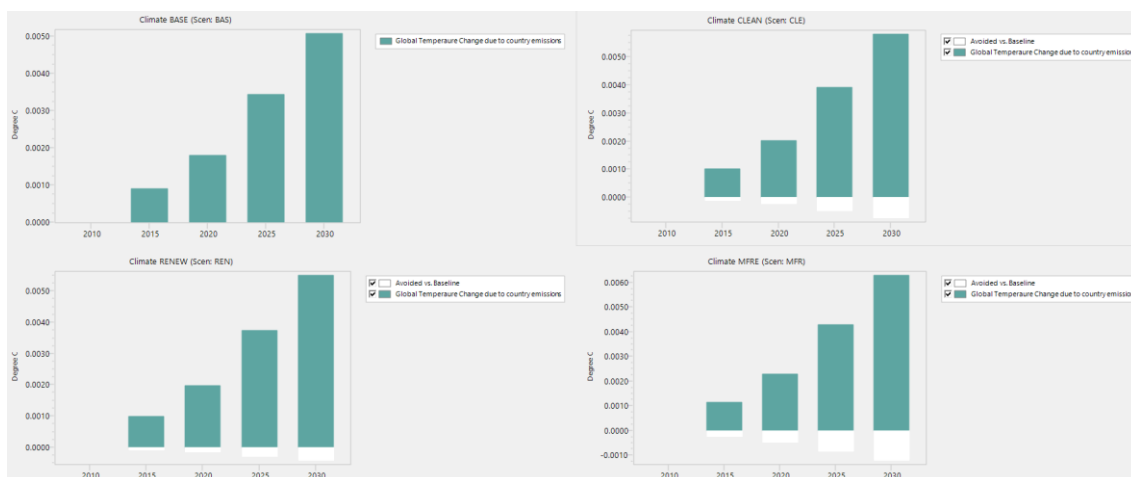 Climate BASE (Scen: BAS)
0.0050
0.0040
0.0030
0.0020
0.0010
0.0000
Degree C
2010 2015 2020 2025 2030
Global Temperaure Change due to country emissions
Climate CLEAN (Scen: CLE)
0.0050
0.0040
0.0030
0.0020
0.0010
0.0000
Degree C
2010 2015 2020 2025 2030
Avoided vs. Baseline
Global Temperaure Change due to country emission
Climate RENEW (Scen: REN)
0.0050
0.0040
0.0030
0.0020
0.0010
0.0000
Degree C
2010 2015 2020 2025 2030
Avoided vs. Baseline
Global Temperaure Change due to country emissions
Climate MFRE (Scen: MFR)
0.0060
0.0050
0.0040
0.0030
0.0020
0.0010
0.0000
-0.0010
Degree C
2010 2015 2020 2025 2030
Avoided vs. Baseline
Global Temperaure Change due to country emissio